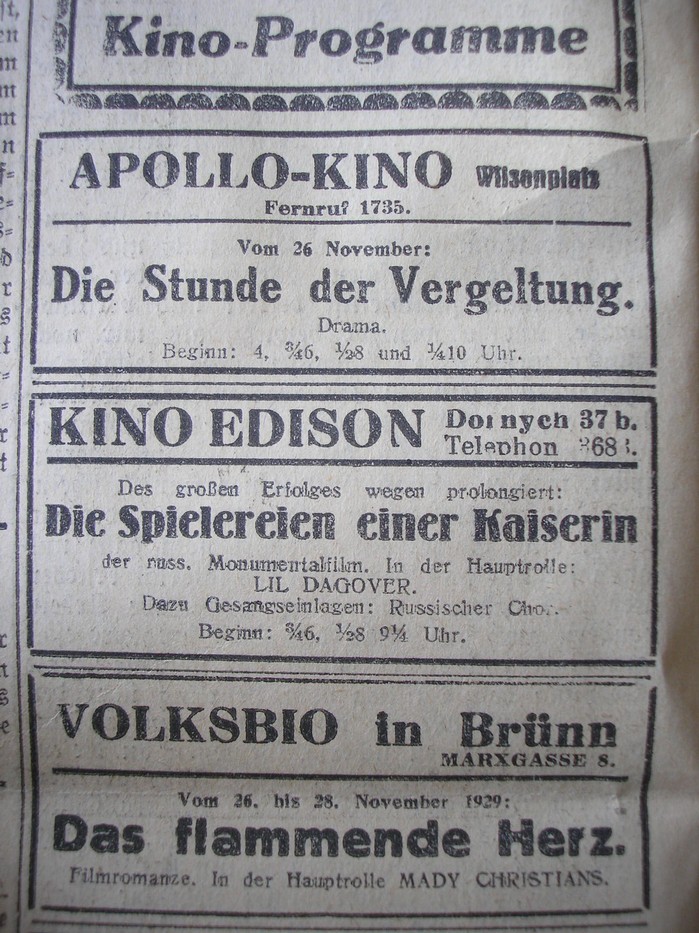 Kino-Programme
APOLLO-KINO Wilsonplatz
Fernruf 1735.
Vom 26 November:
Die Stunde der Vergeltung.
Drama.
Beginn: 4, ¾6, ½8 und ¼10 Uhr.
KINO EDISON Dornych 37 b.
Telephon
Des großen Erfolges wegen prolongiert:
Die Spielereien einer Kaiserin
der russ. Monumentalfilm. In der Hauptrolle:
LIL DAGOVER.
Dazu Gesangseinlagen: Russischer Chor.
Beginn: ¾6, ½8 9¼ Uhr.
VOLKSBIO in Brünn
MARXGASSE 8.
Vom 26. bis 28. November 1929:
Das flammende Herz.
Filmromanze. In der Hauptrolle MADY CHRISTIANS.